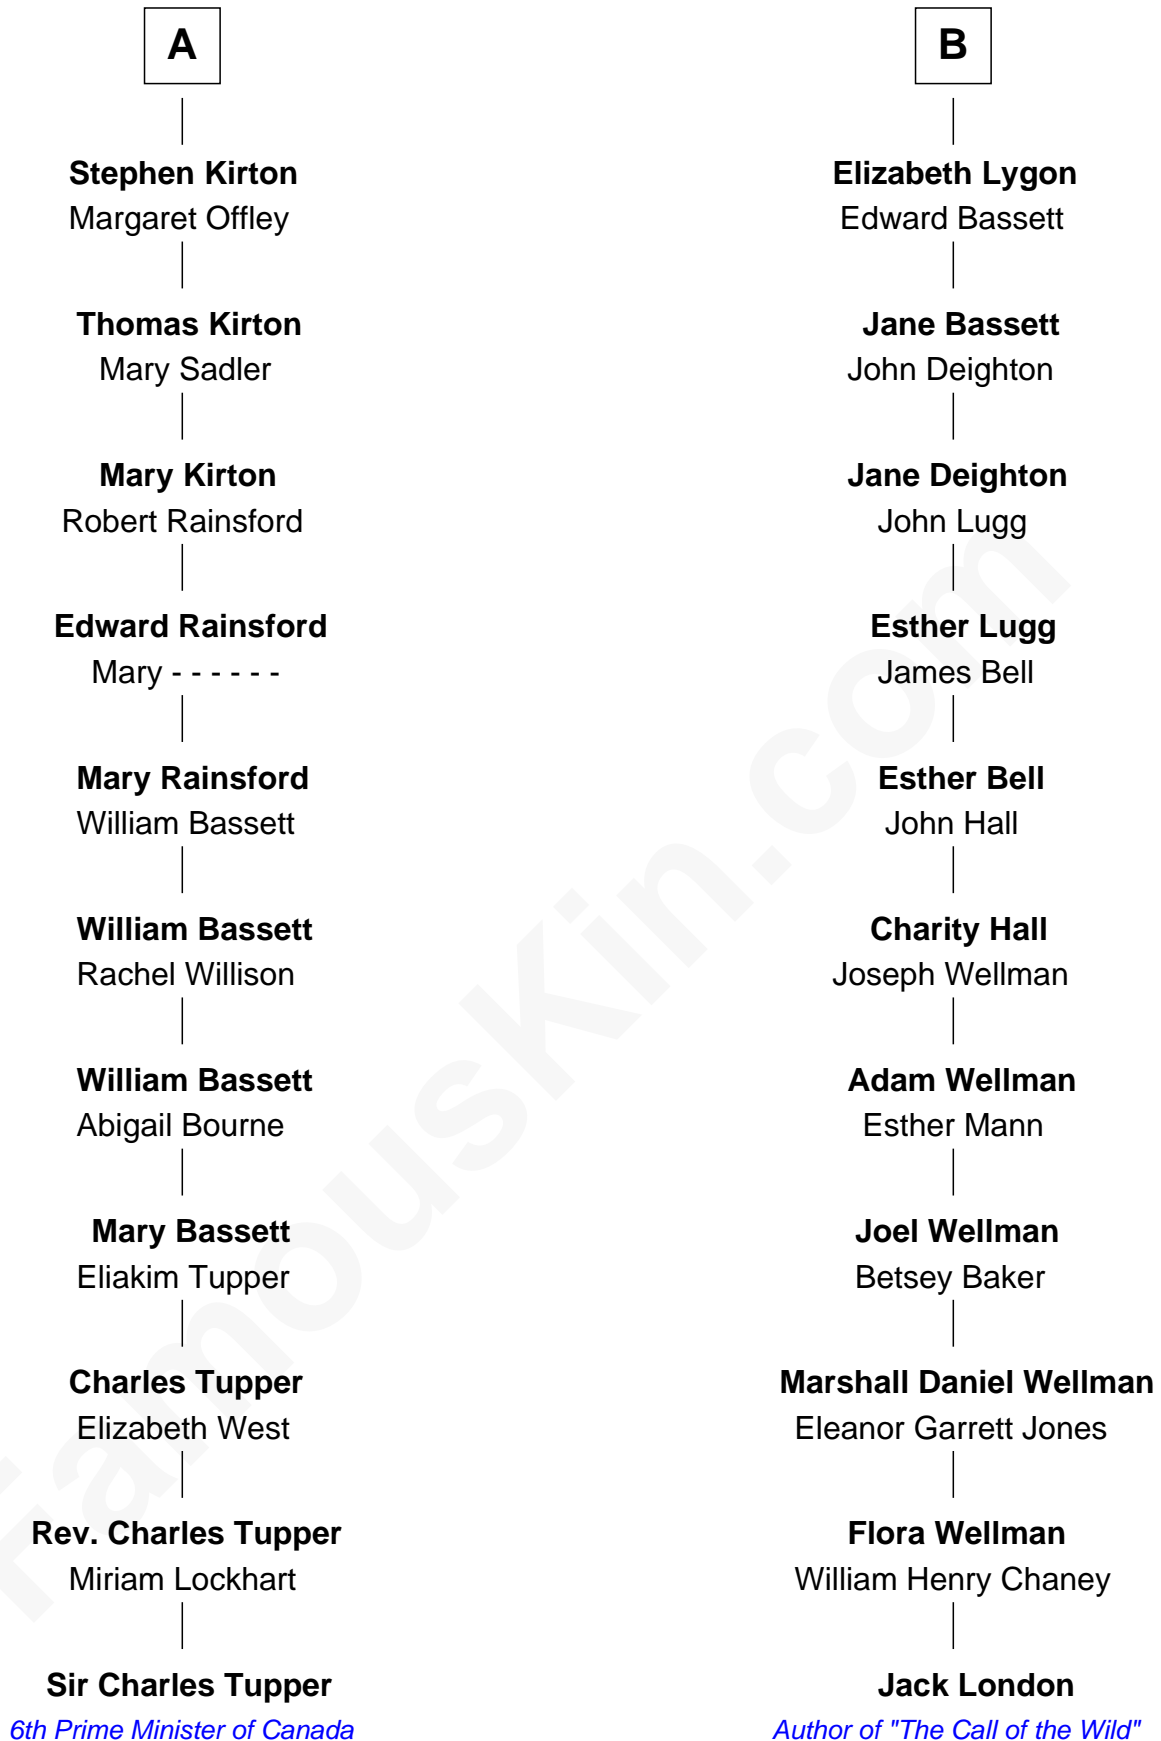 A
Stephen Kirton
Margaret Offley
Thomas Kirton
Mary Sadler
Mary Kirton
Robert Rainsford
Edward Rainsford
Mary - - - - - -
Mary Rainsford
William Bassett
William Bassett
Rachel Willison
William Bassett
Abigail Bourne
Mary Bassett
Eliakim Tupper
Charles Tupper
Elizabeth West
Rev. Charles Tupper
Miriam Lockhart
Sir Charles Tupper
6th Prime Minister of Canada
B
Elizabeth Lygon
Edward Bassett
Jane Bassett
John Deighton
Jane Deighton
John Lugg
Esther Lugg
James Bell
Esther Bell
John Hall
Charity Hall
Joseph Wellman
Adam Wellman
Esther Mann
Joel Wellman
Betsey Baker
Marshall Daniel Wellman
Eleanor Garrett Jones
Flora Wellman
William Henry Chaney
Jack London
Author of "The Call of the Wild"
FamousKin.com